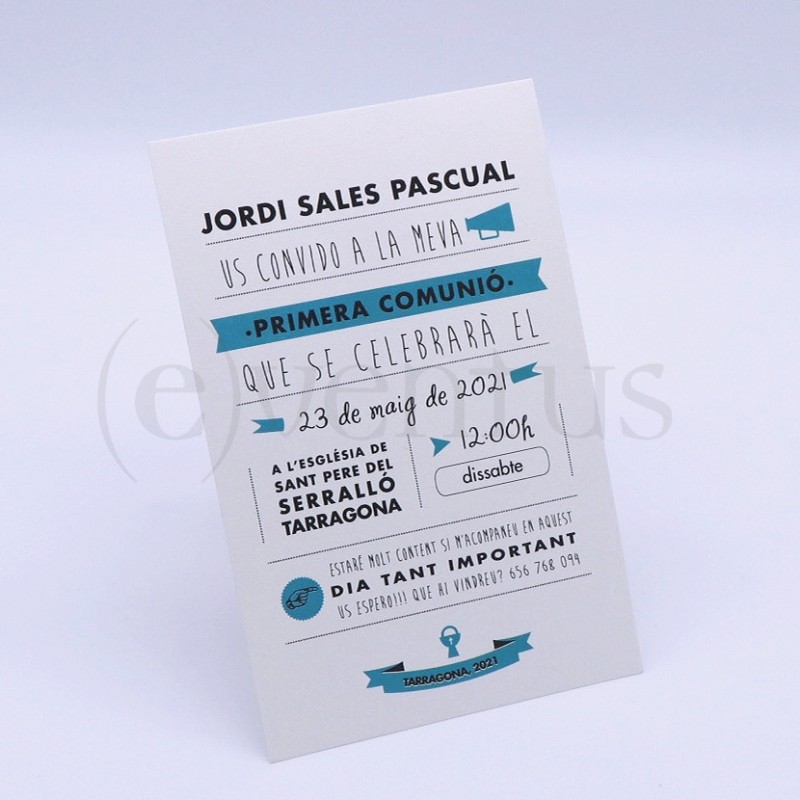 JORDI SALES PASCUAL
US CONVIDO A LA MEVA
·PRIMERA COMUNIÓ·
QUE SE CELEBRARÀ EL
23 de maig de 2021
A L'ESGLÉSIA DE
SANT PERE DEL
SERRALLÓ
TARRAGONA
12:00h
dissabte
ESTARÉ MOLT CONTENT SI M'ACOMPANEU EN AQUEST
DIA TANT IMPORTANT
US ESPERO!!! QUE HI VINDREU? 656 768 094
TARRAGONA, 2021
(e)ventus